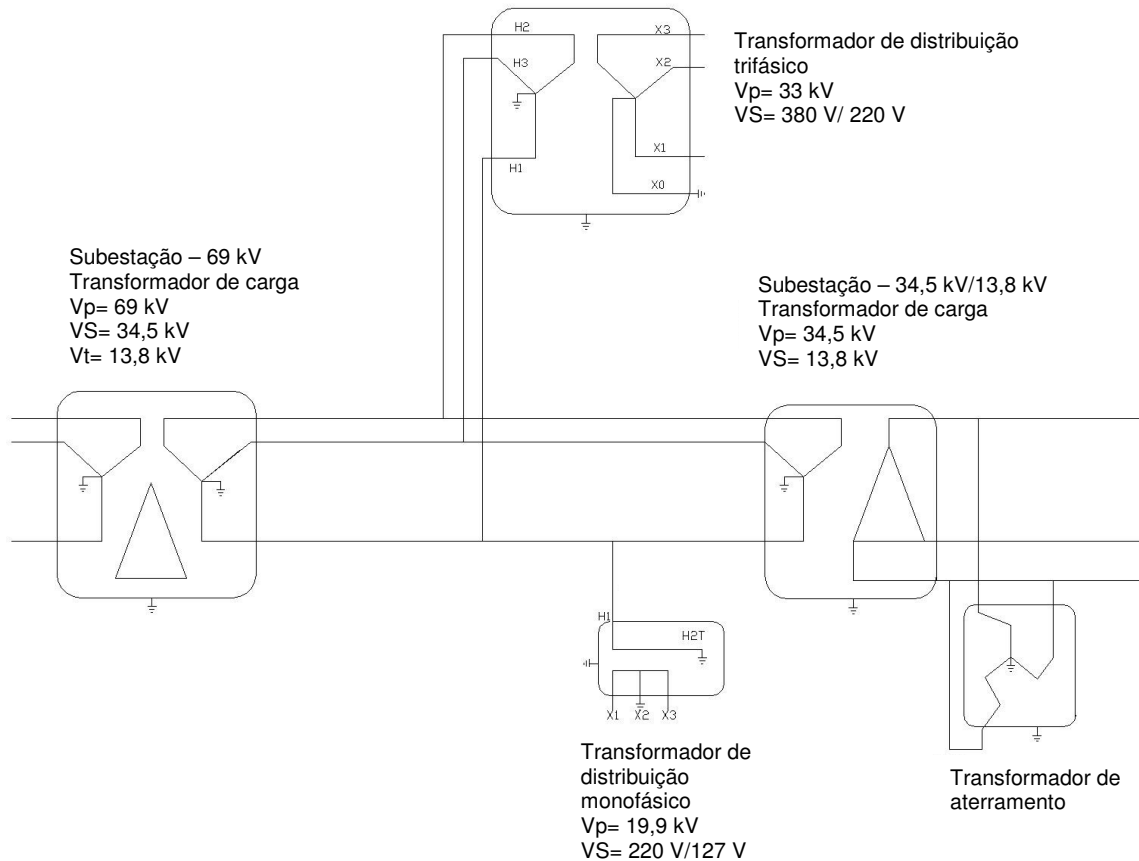 H2
X3
H3
X2
H1
X1
X0
Transformador de distribuição
trifásico
Vp= 33 kV
VS= 380 V/ 220 V
Subestação – 69 kV
Transformador de carga
Vp= 69 kV
VS= 34,5 kV
Vt= 13,8 kV
Subestação – 34,5 kV/13,8 kV
Transformador de carga
Vp= 34,5 kV
VS= 13,8 kV
H1
H2T
X1 X2 X3
Transformador de
distribuição
monofásico
Vp= 19,9 kV
VS= 220 V/127 V
Transformador de
aterramento